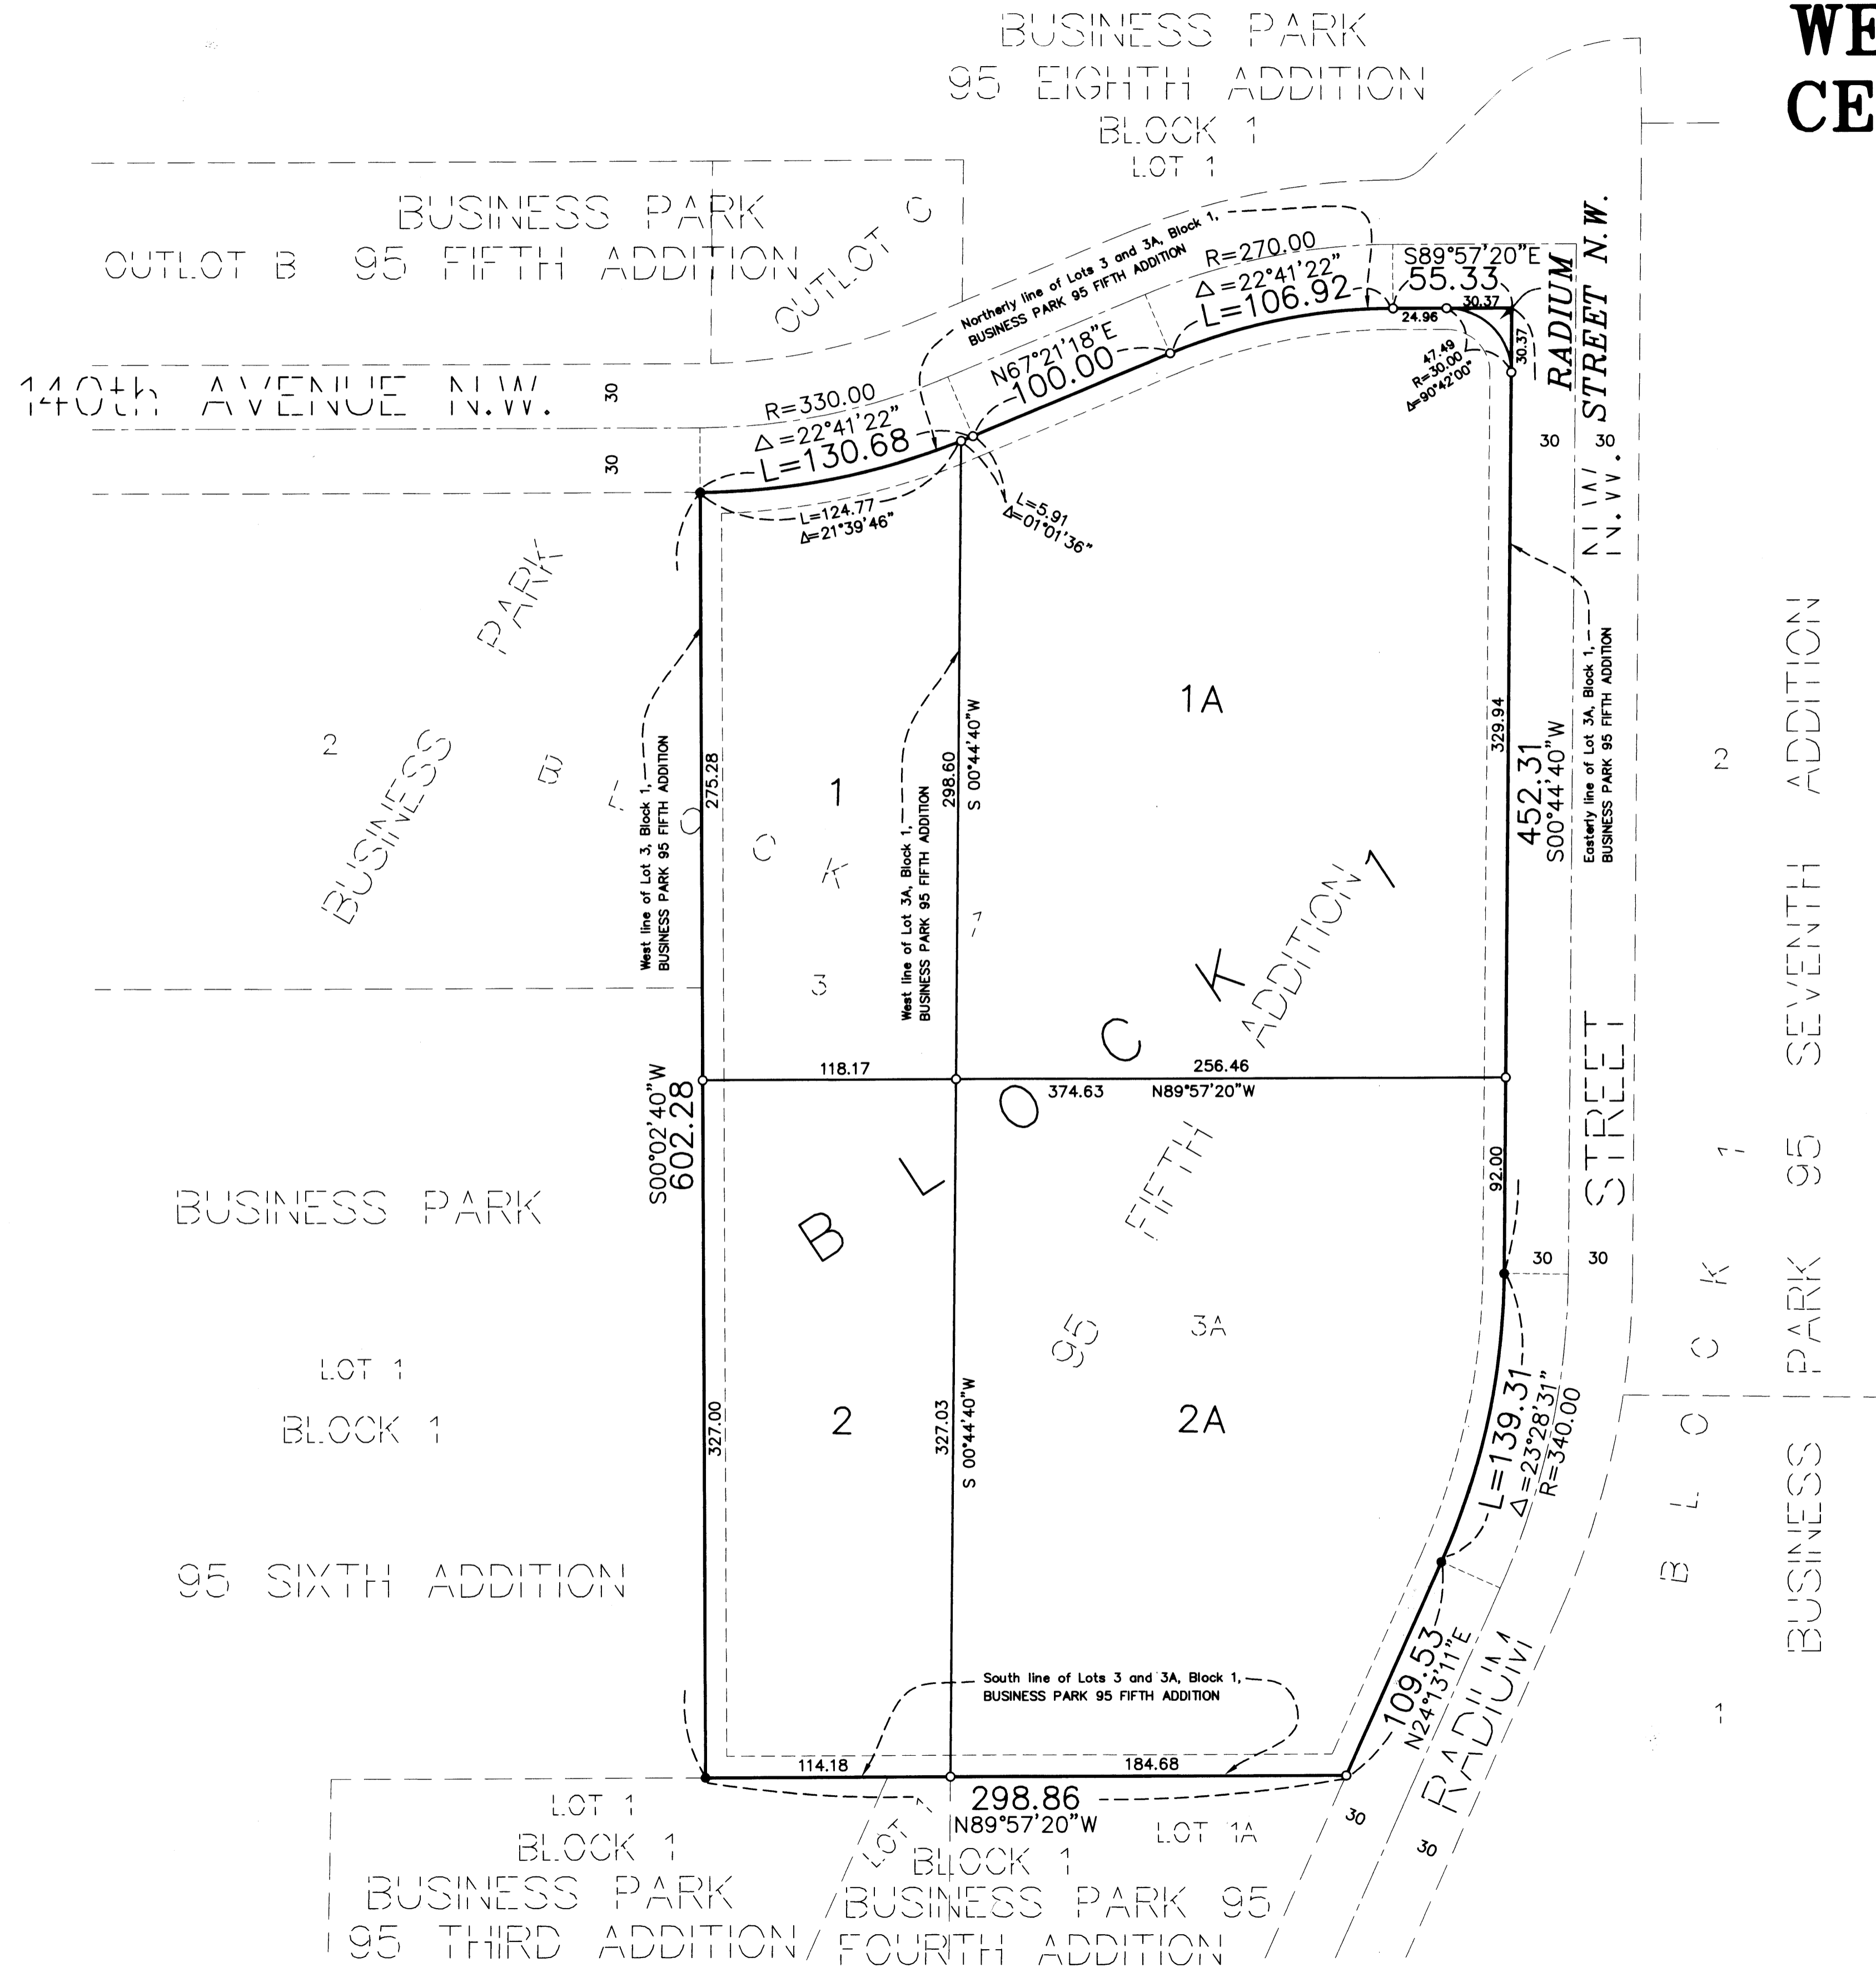 WE
CE
BUSINESS PARK
95 EIGHTH ADDITION
BLOCK 1
LOT 1
BUSINESS PARK
OUTLOT B 95 FIFTH ADDITION
OUTLOT C
140th AVENUE N.W.
30
30
Northerly line of Lots 3 and 3A, Block 1,
BUSINESS PARK 95 FIFTH ADDITION
R=330.00
Δ=22°41'22"
L=130.68
L=124.77
Δ=21°39'46"
L=5.91
Δ=01°01'36"
N67°21'18"E
100.00
R=270.00
Δ=22°41'22"
L=106.92
S89°57'20"E
55.33
30.37
24.96
30.37
47.49
R=30.00
Δ=90°42'00"
RADIUM
STREET N.W.
30
30
N.W.
N.W.
West line of Lot 3, Block 1,
BUSINESS PARK 95 FIFTH ADDITION
275.28
1
West line of Lot 3A, Block 1,
BUSINESS PARK 95 FIFTH ADDITION
298.60
S 00°44'40"W
1A
329.94
452.31
S00°44'40"W
Easterly line of Lot 3A, Block 1,
BUSINESS PARK 95 FIFTH ADDITION
2
BUSINESS PARK
BLOCK 1
3
95 FIFTH ADDITION
118.17
256.46
374.63
N89°57'20"W
BLOCK 1
S00°02'40"W
602.28
92.00
STREET
30
30
BUSINESS PARK
LOT 1
BLOCK 1
95 SIXTH ADDITION
327.00
2
327.03
S 00°44'40"W
3A
2A
L=139.31
Δ=23°28'31"
R=340.00
109.53
N24°13'11"E
RADIUM
30
30
South line of Lots 3 and 3A, Block 1,
BUSINESS PARK 95 FIFTH ADDITION
114.18
184.68
298.86
N89°57'20"W
LOT 1
BLOCK 1
BUSINESS PARK
95 THIRD ADDITION
LOT 1
LOT 1A
BLOCK 1
BUSINESS PARK 95
FOURTH ADDITION
2
BLOCK 1
1
BUSINESS PARK 95 SEVENTH ADDITION